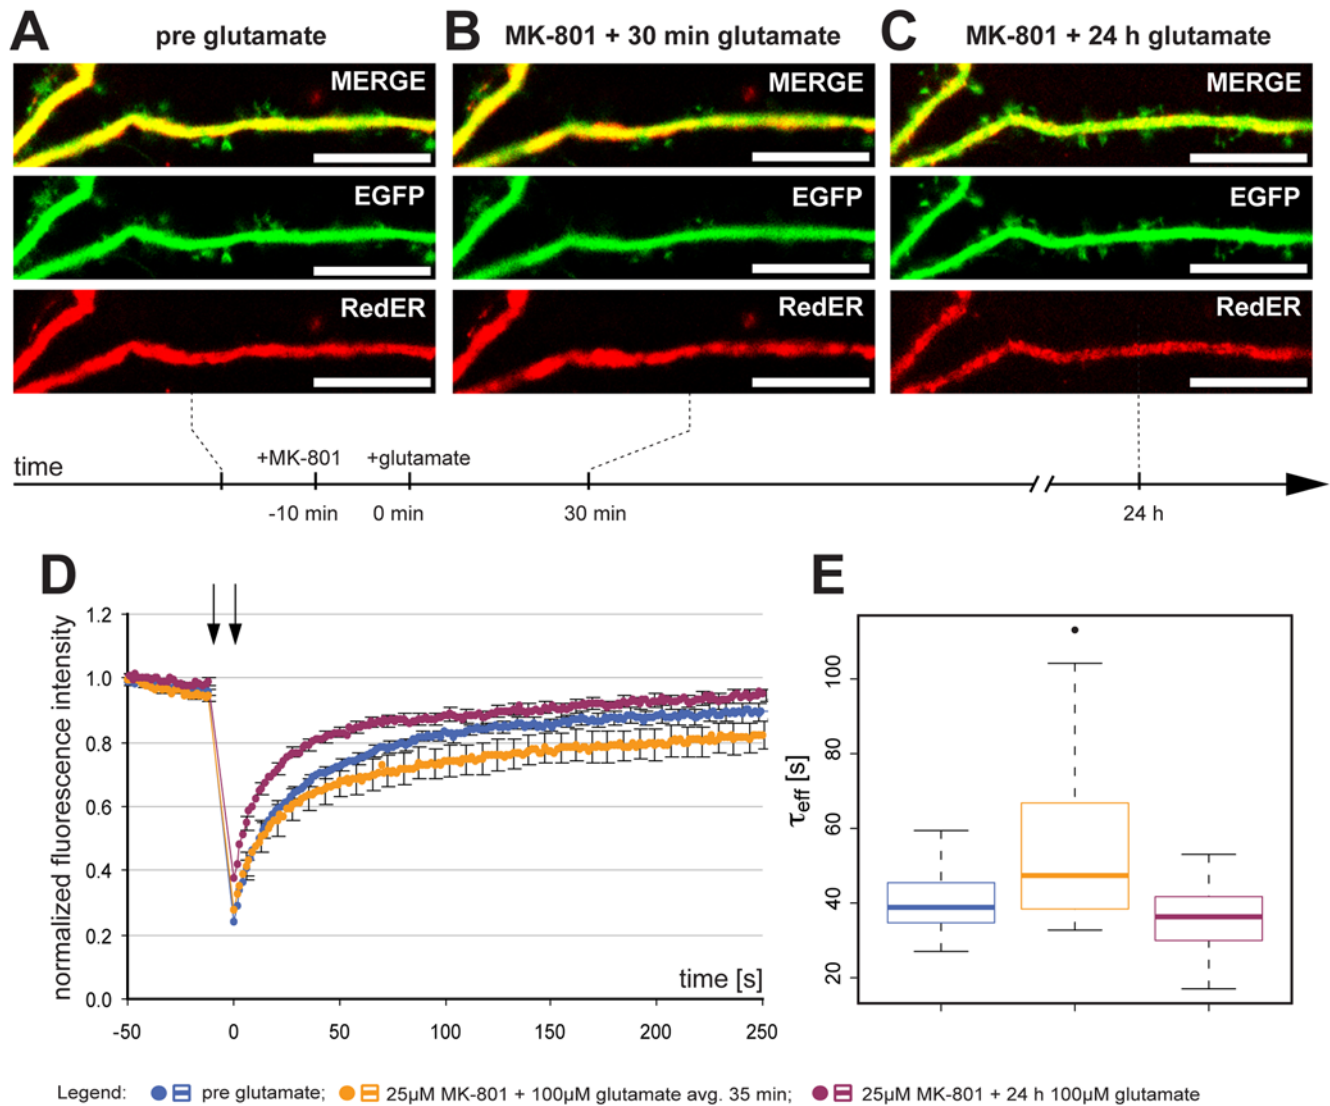 A pre glutamate B MK-801 + 30 min glutamate C MK-801 + 24 h glutamate
MERGE MERGE MERGE
EGFP EGFP EGFP
RedER RedER RedER
time +MK-801 +glutamate
-10 min 0 min 30 min 24 h
D
normalized fluorescence intensity
1.2
1.0
0.8
0.6
0.4
0.2
0.0
time [s]
-50 0 50 100 150 200 250
E
τeff [s]
100
80
60
40
20
Legend: pre glutamate; 25µM MK-801 + 100µM glutamate avg. 35 min; 25µM MK-801 + 24 h 100µM glutamate